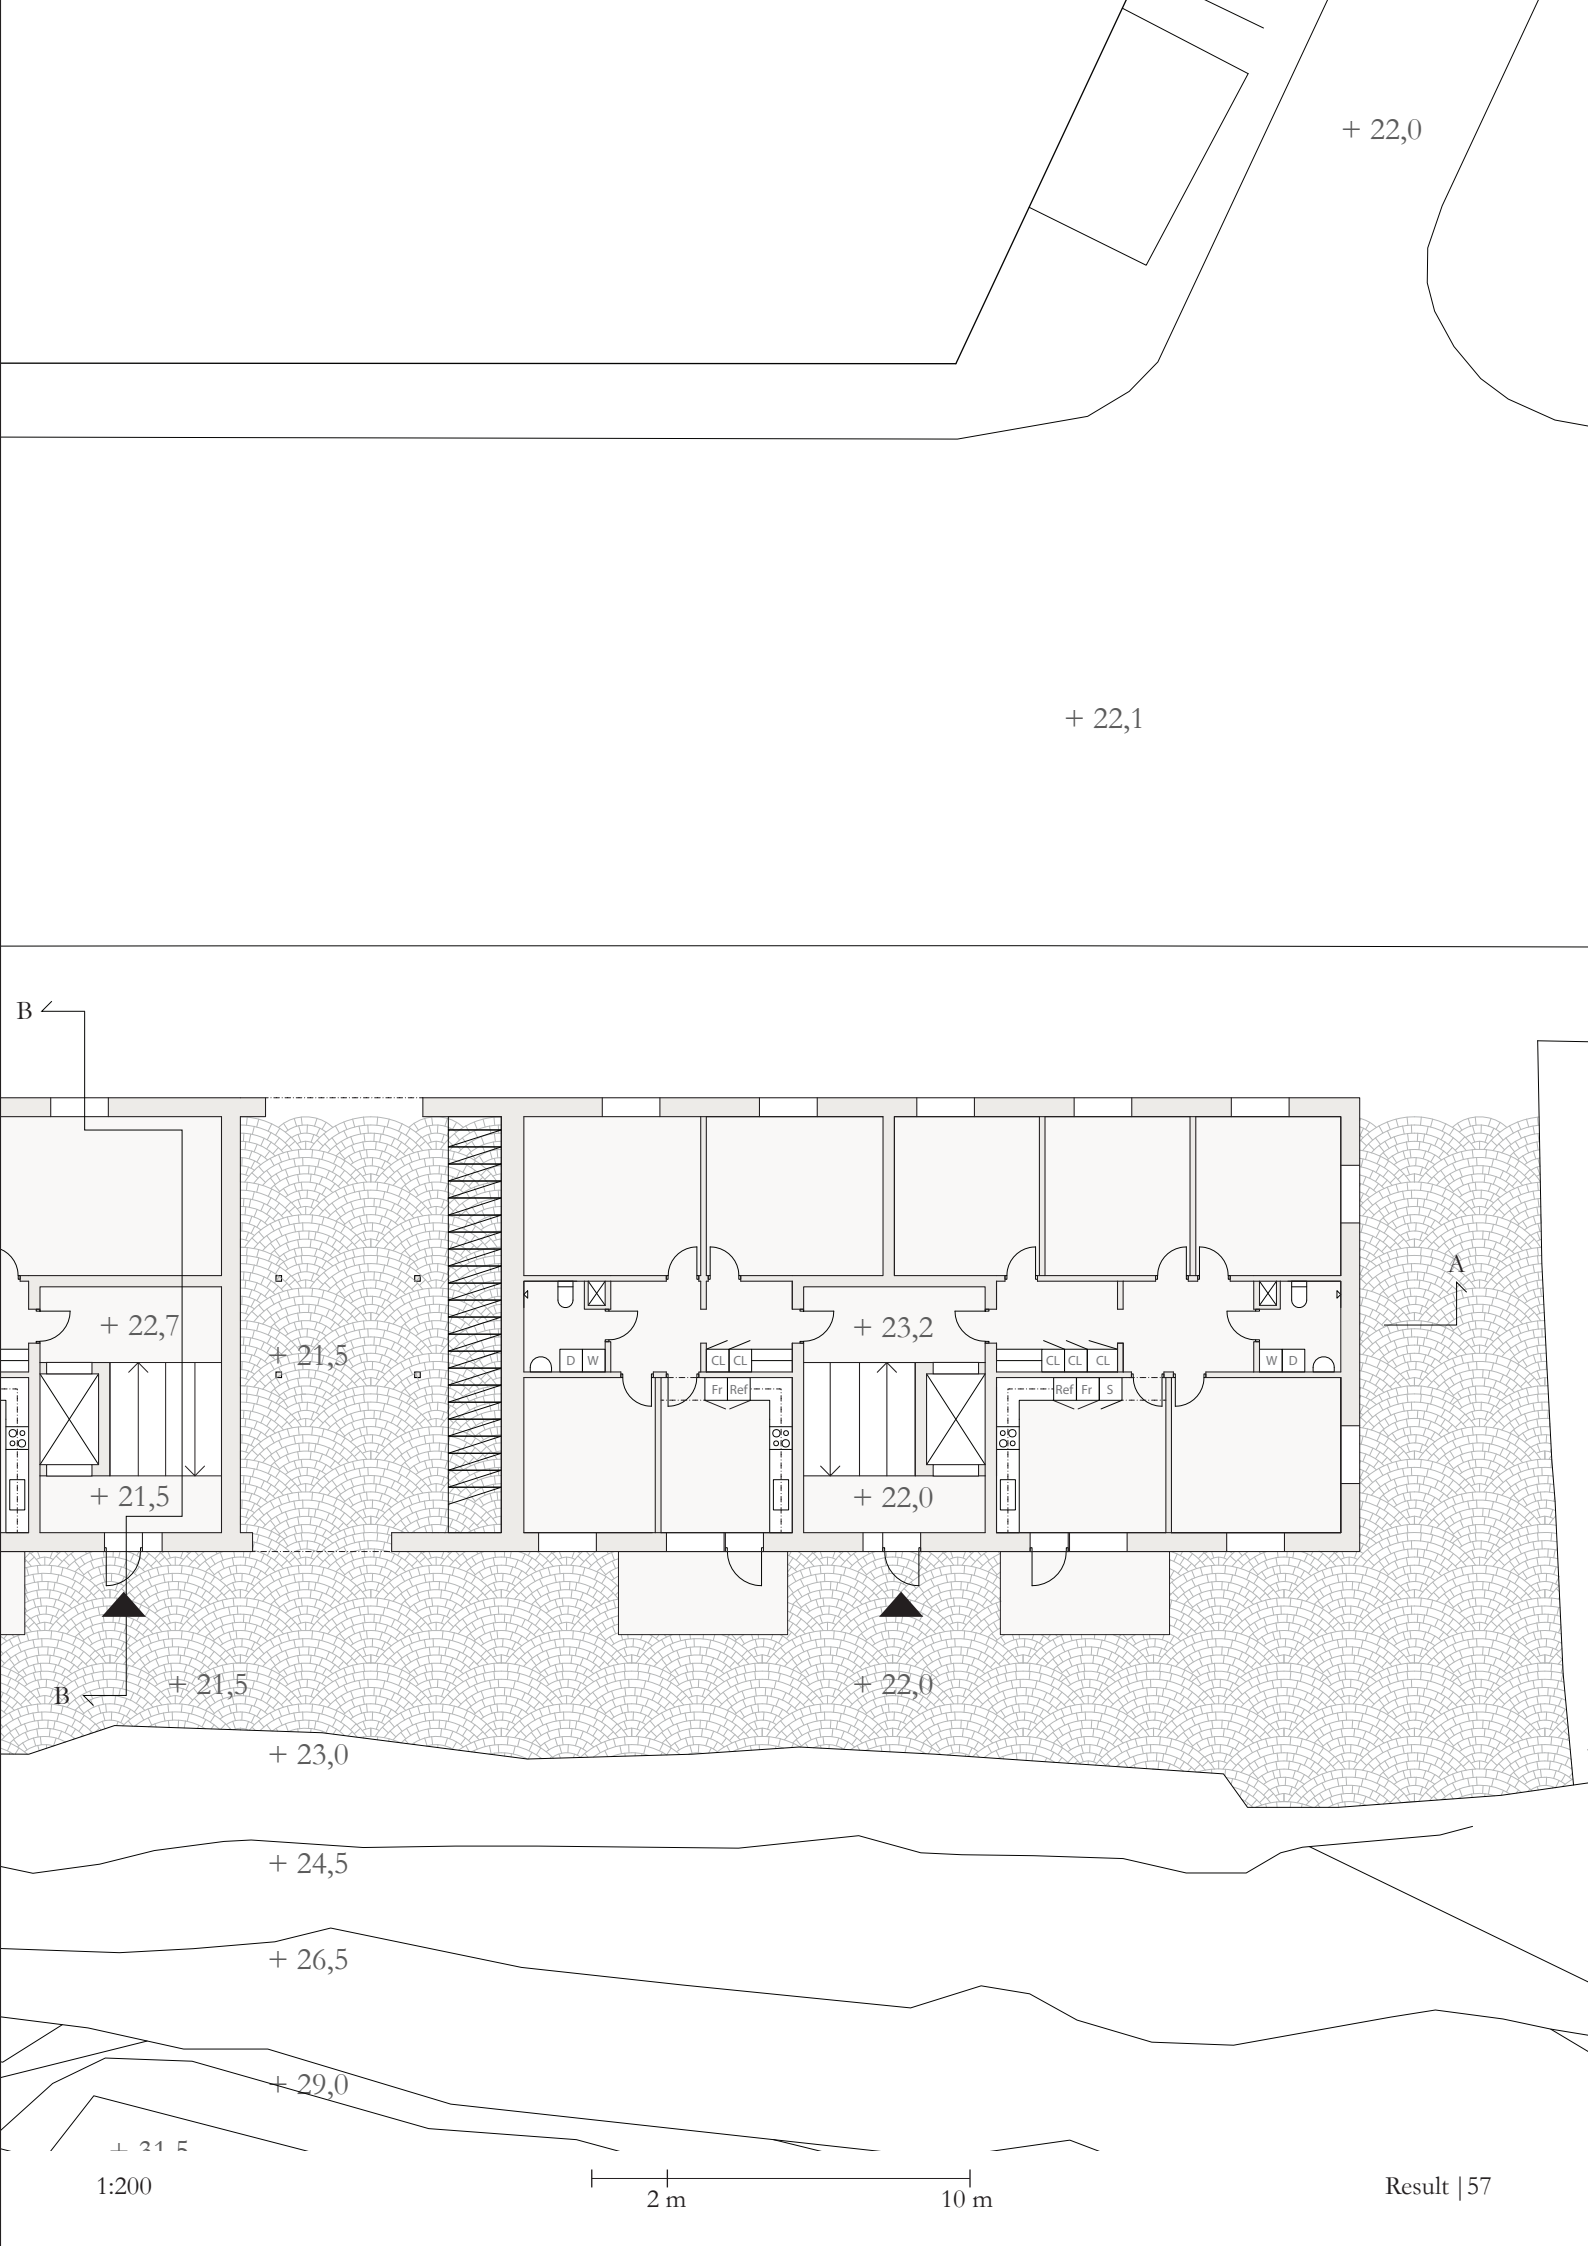 + 22,0
+ 22,1
B
A
+ 22,7
+ 21,5
+ 23,2
D W
CL CL
CL CL CL
W D
Fr Ref
Ref Fr S
+ 21,5
+ 22,0
B
+ 21,5
+ 22,0
+ 23,0
+ 24,5
+ 26,5
+ 29,0
+ 31,5
1:200
2 m
10 m
Result | 57